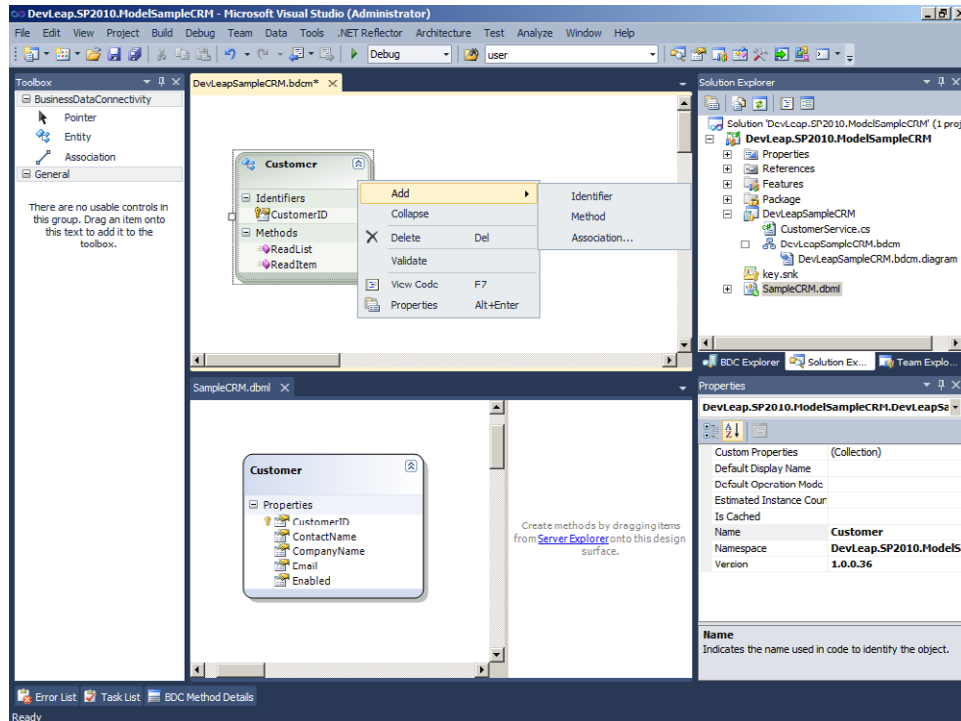 DevLeap.SP2010.ModelSampleCRM - Microsoft Visual Studio (Administrator)
File Edit View Project Build Debug Team Data Tools .NET Reflector Architecture Test Analyze Window Help
Debug user
Toolbox
BusinessDataConnectivity
Pointer
Entity
Association
General
There are no usable controls in
this group. Drag an item onto
this text to add it to the
toolbox.
DevLeapSampleCRM.bdcm*
Customer
Identifiers
CustomerID
Methods
ReadList
ReadItem
Add
Collapse
Delete Del
Validate
View Code F7
Properties Alt+Enter
Identifier
Method
Association...
SampleCRM.dbml
Customer
Properties
CustomerID
ContactName
CompanyName
Email
Enabled
Create methods by dragging items
from Server Explorer onto this design
surface.
Solution Explorer
Solution 'DevLeap.SP2010.ModelSampleCRM' (1 proj
DevLeap.SP2010.ModelSampleCRM
Properties
References
Features
Package
DevLeapSampleCRM
CustomerService.cs
DevLeapSampleCRM.bdcm
DevLeapSampleCRM.bdcm.diagram
key.snk
SampleCRM.dbml
BDC Explorer Solution Ex... Team Explo...
Properties
DevLeap.SP2010.ModelSampleCRM.DevLeapSa
Custom Properties (Collection)
Default Display Name
Default Operation Mode
Estimated Instance Coun
Is Cached
Name Customer
Namespace DevLeap.SP2010.ModelS
Version 1.0.0.36
Name
Indicates the name used in code to identify the object.
Error List Task List BDC Method Details
Ready